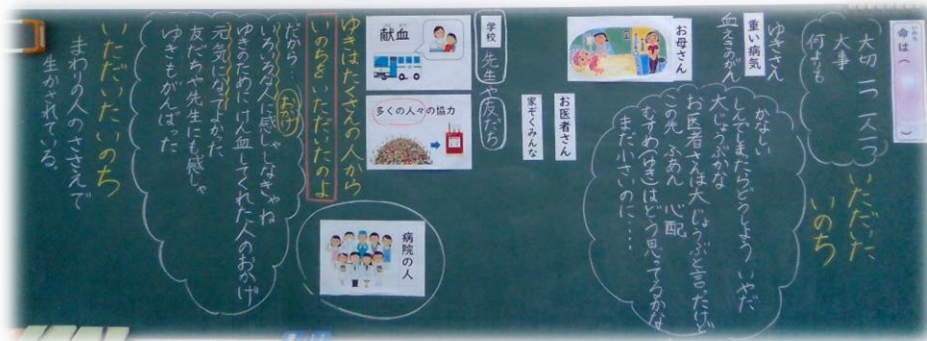 命は（　　）
大切 一つ 一人一つ
大事
何よりも
いただいた
いのち
ゆきさん
重い病気
血えきがん
お母さん
かなしい
しんでしまったらどうしよう いやだ
大じょうぶかな
お医者さんは大じょうぶと言ったけど
この先 ふあん 心配
むすめ(ゆき)はどう思ってるかな
まだ小さいのに……
お医者さん
家ぞくみんな
学校 先生や友だち
献血
多くの人々の協力
病院の人
ゆきはたくさんの人から
いのちをいただいたのよ
だから… おかげ
いろいろな人に感しゃしなきゃね
ゆきのためにけん血してくれた人のおかげ
元気になってよかった
友だちや先生にも感しゃ
ゆきもがんばった
いただいたいのち
まわりの人のささえで
生かされている。